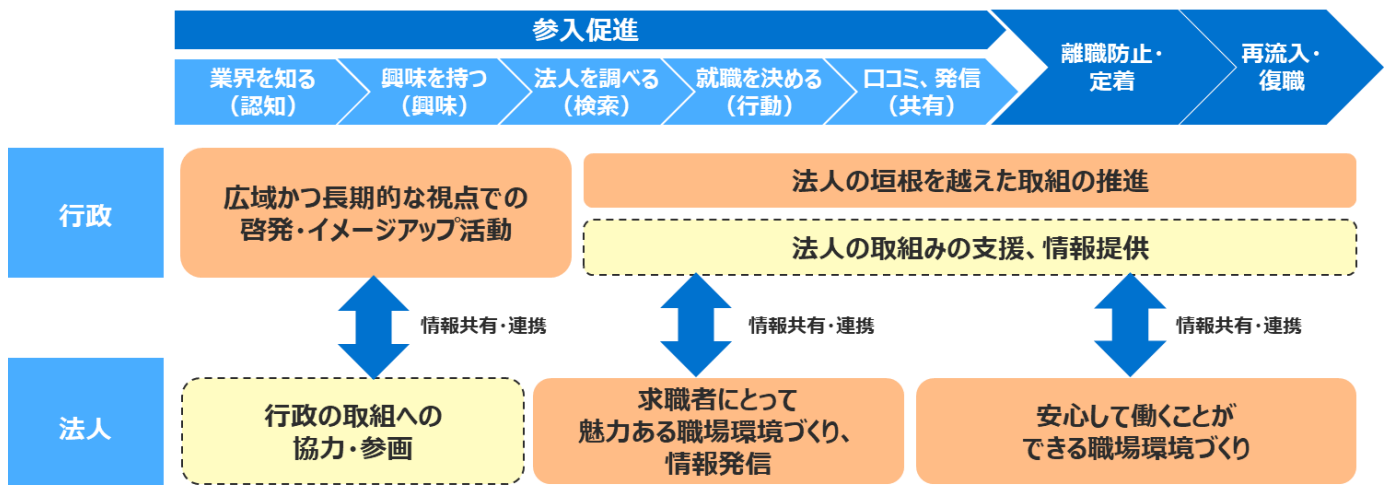 参入促進
業界を知る
（認知）
興味を持つ
（興味）
法人を調べる
（検索）
就職を決める
（行動）
口コミ、発信
（共有）
離職防止・
定着
再流入・
復職
行政
広域かつ長期的な視点での
啓発・イメージアップ活動
法人の垣根を越えた取組の推進
法人の取組みの支援、情報提供
情報共有・連携
情報共有・連携
情報共有・連携
法人
行政の取組への
協力・参画
求職者にとって
魅力ある職場環境づくり、
情報発信
安心して働くことが
できる職場環境づくり